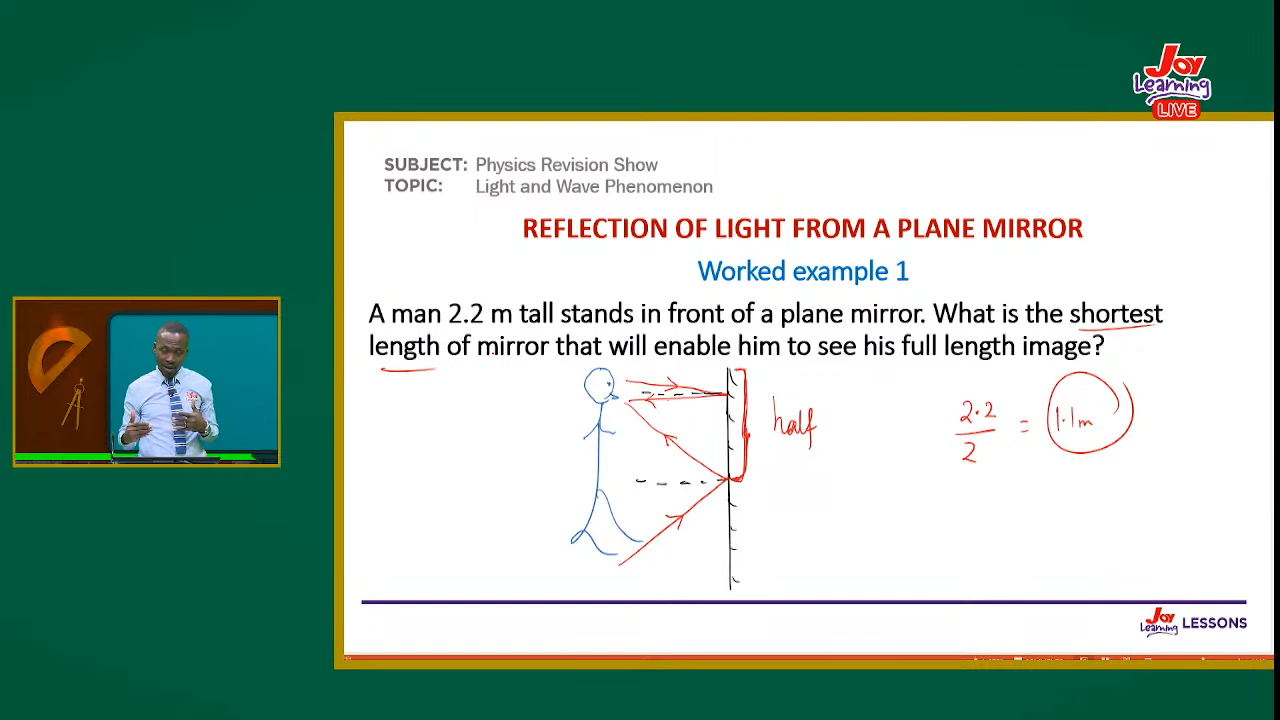 Joy
Learning
LIVE
SUBJECT: Physics Revision Show
TOPIC: Light and Wave Phenomenon
REFLECTION OF LIGHT FROM A PLANE MIRROR
Worked example 1
A man 2.2 m tall stands in front of a plane mirror. What is the shortest
length of mirror that will enable him to see his full length image?
half
2.2
2
= 1.1m
Joy
Learning LESSONS